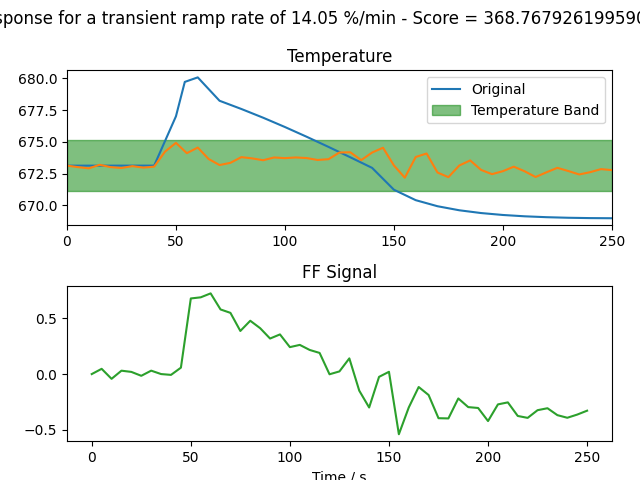 sponse for a transient ramp rate of 14.05 %/min - Score = 368.767926199590
Temperature
680.0
677.5
675.0
672.5
670.0
Original
Temperature Band
0 50 100 150 200 250
FF Signal
0.5
0.0
−0.5
0 50 100 150 200 250
Time / s